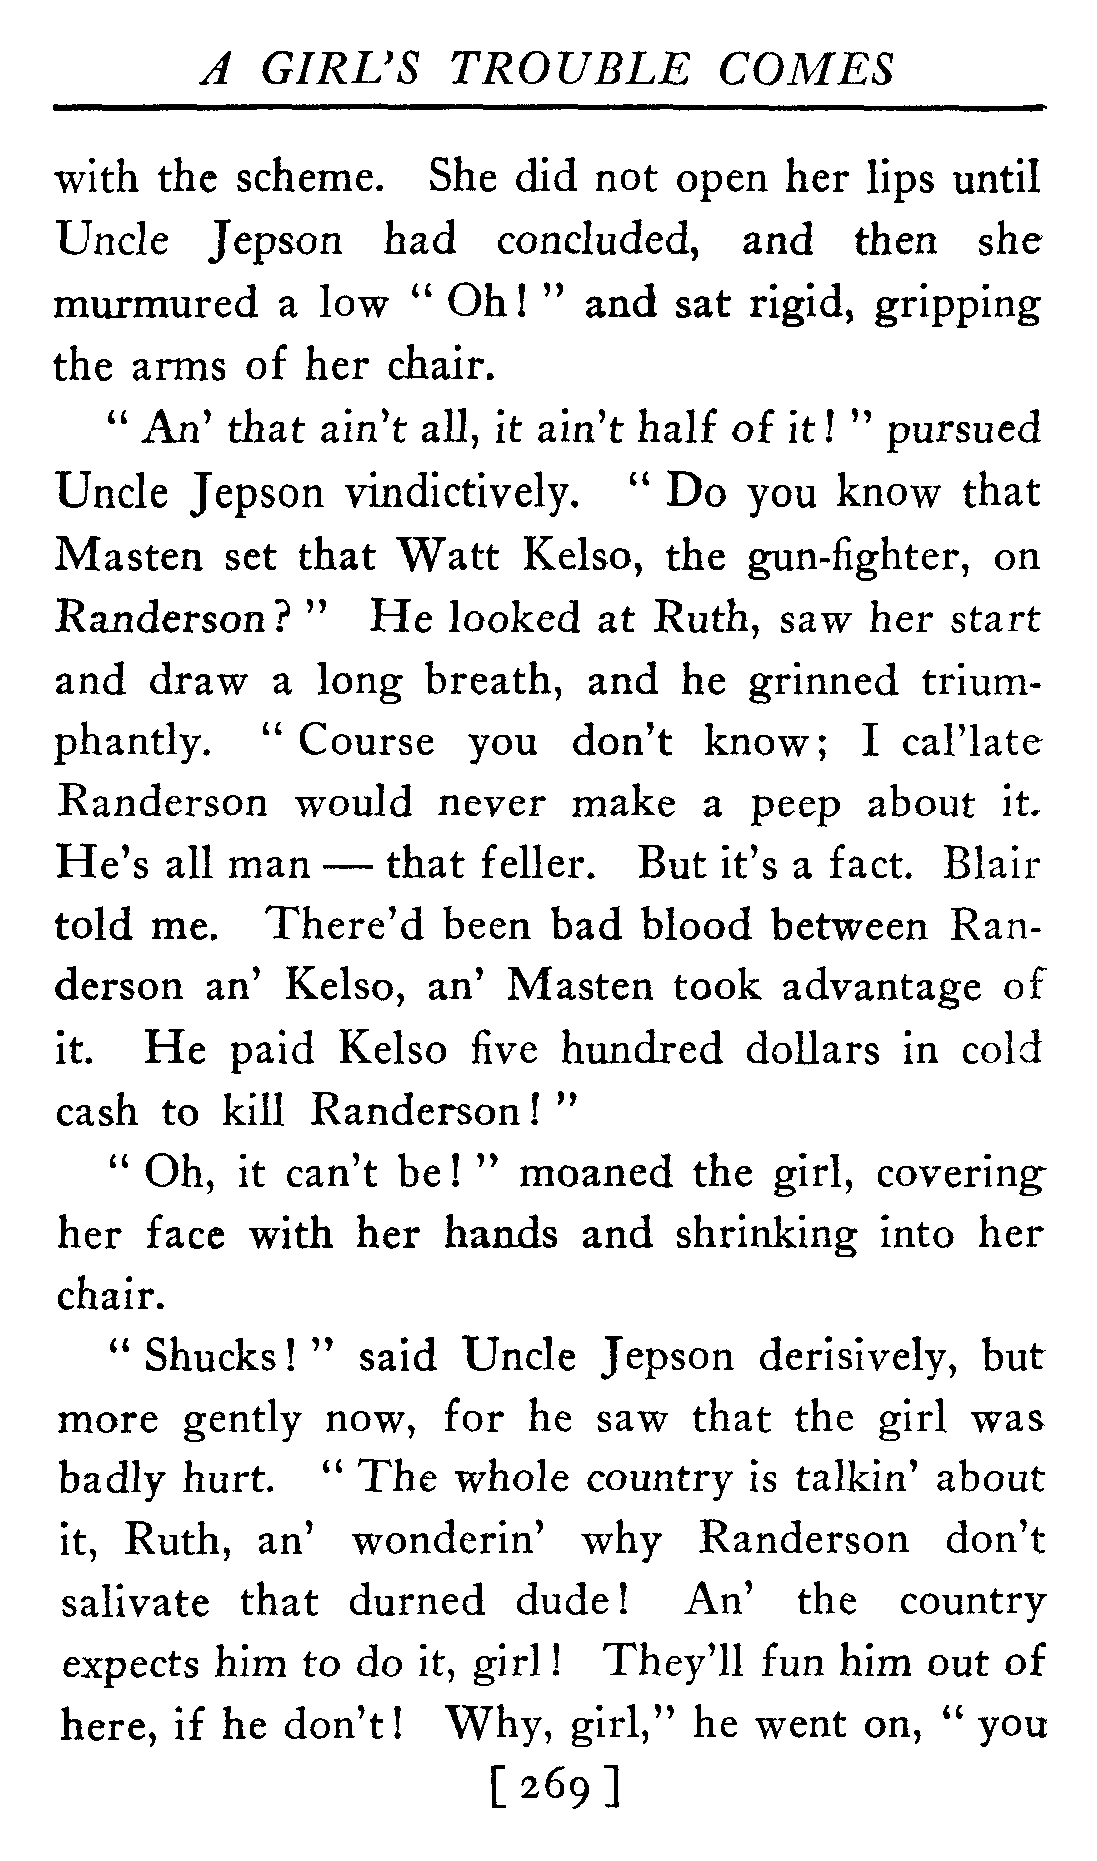 A GIRL'S TROUBLE COMES
with the scheme. She did not open her lips until
Uncle Jepson had concluded, and then she
murmured a low " Oh! " and sat rigid, gripping
the arms of her chair.
" An' that ain't all, it ain't half of it! " pursued
Uncle Jepson vindictively. " Do you know that
Masten set that Watt Kelso, the gun-fighter, on
Randerson? " He looked at Ruth, saw her start
and draw a long breath, and he grinned trium-
phantly. " Course you don't know; I cal'late
Randerson would never make a peep about it.
He's all man — that feller. But it's a fact. Blair
told me. There'd been bad blood between Ran-
derson an' Kelso, an' Masten took advantage of
it. He paid Kelso five hundred dollars in cold
cash to kill Randerson! "
" Oh, it can't be! " moaned the girl, covering
her face with her hands and shrinking into her
chair.
" Shucks! " said Uncle Jepson derisively, but
more gently now, for he saw that the girl was
badly hurt. " The whole country is talkin' about
it, Ruth, an' wonderin' why Randerson don't
salivate that durned dude! An' the country
expects him to do it, girl! They'll fun him out of
here, if he don't! Why, girl," he went on, " you
[ 269 ]